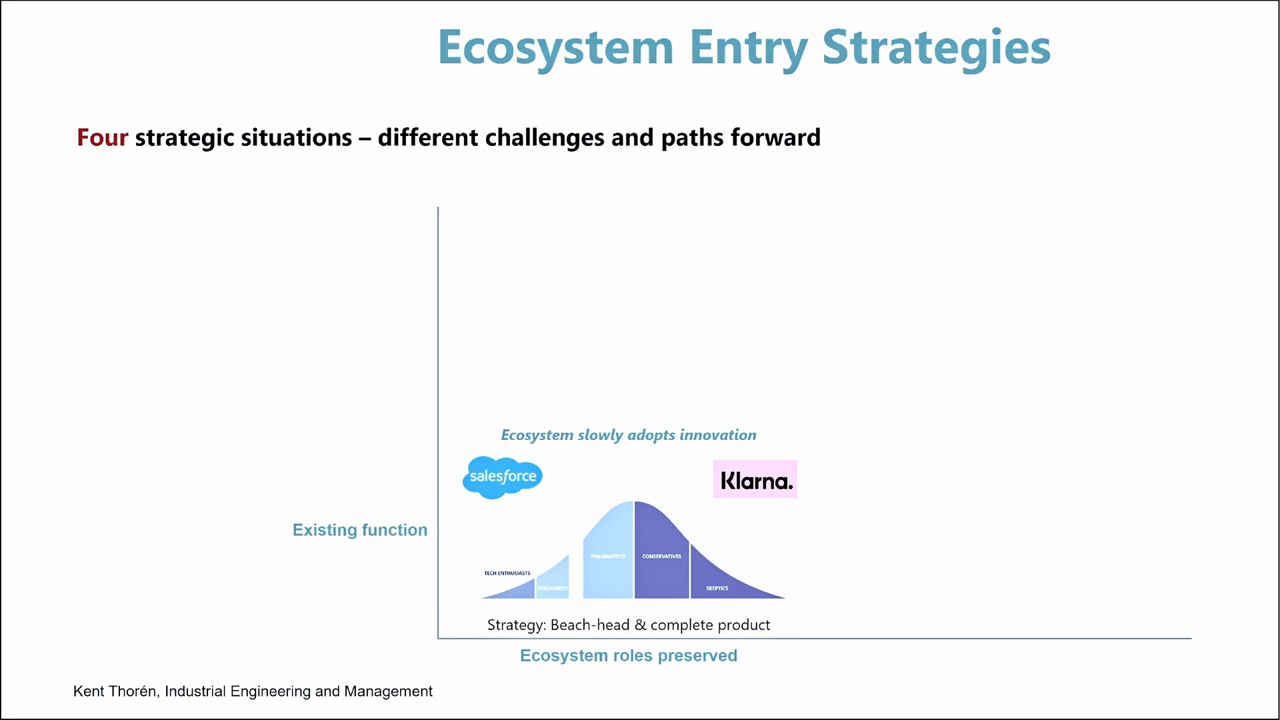 Ecosystem Entry Strategies
Four strategic situations – different challenges and paths forward
Ecosystem slowly adopts innovation
salesforce
Klarna.
Existing function
PRAGMATISTS
CONSERVATIVES
TECH ENTHUSIASTS
SKEPTICS
Strategy: Beach-head & complete product
Ecosystem roles preserved
Kent Thorén, Industrial Engineering and Management